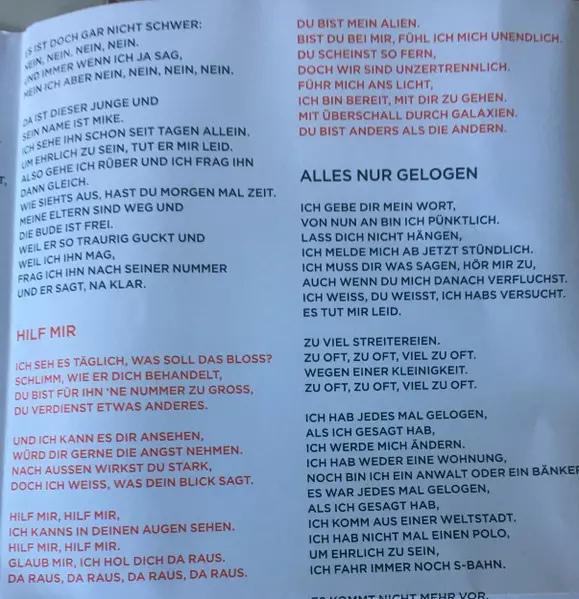 ES IST DOCH GAR NICHT SCHWER:
NEIN, NEIN, NEIN, NEIN.
UND IMMER WENN ICH JA SAG,
MEIN ICH ABER NEIN, NEIN, NEIN, NEIN.
DA IST DIESER JUNGE UND
SEIN NAME IST MIKE.
ICH SEHE IHN SCHON SEIT TAGEN ALLEIN.
UM EHRLICH ZU SEIN, TUT ER MIR LEID.
ALSO GEHE ICH RÜBER UND ICH FRAG IHN
DANN GLEICH.
WIE SIEHTS AUS, HAST DU MORGEN MAL ZEIT.
MEINE ELTERN SIND WEG UND
DIE BUDE IST FREI.
WEIL ER SO TRAURIG GUCKT UND
WEIL ICH IHN MAG,
FRAG ICH IHN NACH SEINER NUMMER
UND ER SAGT, NA KLAR.
HILF MIR
ICH SEH ES TÄGLICH, WAS SOLL DAS BLOSS?
SCHLIMM, WIE ER DICH BEHANDELT,
DU BIST FÜR IHN 'NE NUMMER ZU GROSS,
DU VERDIENST ETWAS ANDERES.
UND ICH KANN ES DIR ANSEHEN,
WÜRD DIR GERNE DIE ANGST NEHMEN.
NACH AUSSEN WIRKST DU STARK,
DOCH ICH WEISS, WAS DEIN BLICK SAGT.
HILF MIR, HILF MIR,
ICH KANNS IN DEINEN AUGEN SEHEN.
HILF MIR, HILF MIR.
GLAUB MIR, ICH HOL DICH DA RAUS.
DA RAUS, DA RAUS, DA RAUS, DA RAUS.
DU BIST MEIN ALIEN.
BIST DU BEI MIR, FÜHL ICH MICH UNENDLICH.
DU SCHEINST SO FERN,
DOCH WIR SIND UNZERTRENNLICH.
FÜHR MICH ANS LICHT,
ICH BIN BEREIT, MIT DIR ZU GEHEN.
MIT ÜBERSCHALL DURCH GALAXIEN.
DU BIST ANDERS ALS DIE ANDERN.
ALLES NUR GELOGEN
ICH GEBE DIR MEIN WORT,
VON NUN AN BIN ICH PÜNKTLICH.
LASS DICH NICHT HÄNGEN,
ICH MELDE MICH AB JETZT STÜNDLICH.
ICH MUSS DIR WAS SAGEN, HÖR MIR ZU,
AUCH WENN DU MICH DANACH VERFLUCHST.
ICH WEISS, DU WEISST, ICH HABS VERSUCHT.
ES TUT MIR LEID.
ZU VIEL STREITEREIEN.
ZU OFT, ZU OFT, VIEL ZU OFT.
WEGEN EINER KLEINIGKEIT.
ZU OFT, ZU OFT, VIEL ZU OFT.
ICH HAB JEDES MAL GELOGEN,
ALS ICH GESAGT HAB,
ICH WERDE MICH ÄNDERN.
ICH HAB WEDER EINE WOHNUNG,
NOCH BIN ICH EIN ANWALT ODER EIN BÄNKER
ES WAR JEDES MAL GELOGEN,
ALS ICH GESAGT HAB,
ICH KOMM AUS EINER WELTSTADT.
ICH HAB NICHT MAL EINEN POLO,
UM EHRLICH ZU SEIN,
ICH FAHR IMMER NOCH S-BAHN.
ES KOMMT NICHT MEHR VOR,